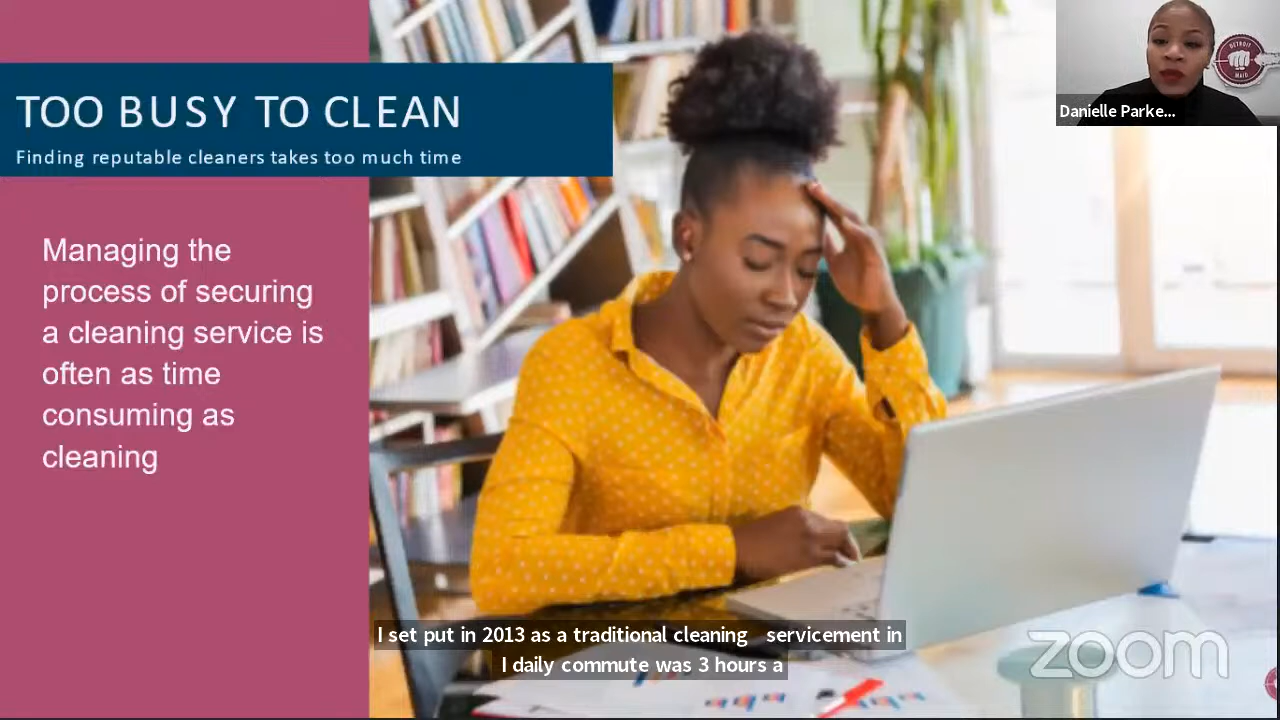 TOO BUSY TO CLEAN
Finding reputable cleaners takes too much time
Managing the
process of securing
a cleaning service is
often as time
consuming as
cleaning
Danielle Parke...
DETROIT
MAID
I set put in 2013 as a traditional cleaning servicement in
I daily commute was 3 hours a
zoom